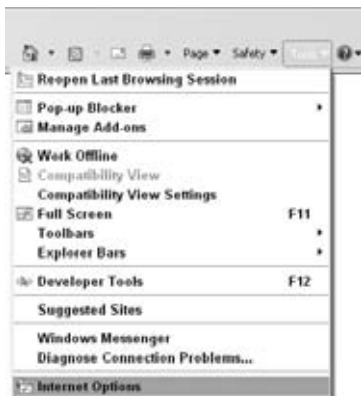 Page Safety
Reopen Last Browsing Session
Pop-up Blocker
Manage Add-ons
Work Offline
Compatibility View
Compatibility View Settings
Full Screen F11
Toolbars
Explorer Bars
Developer Tools F12
Suggested Sites
Windows Messenger
Diagnose Connection Problems...
Internet Options